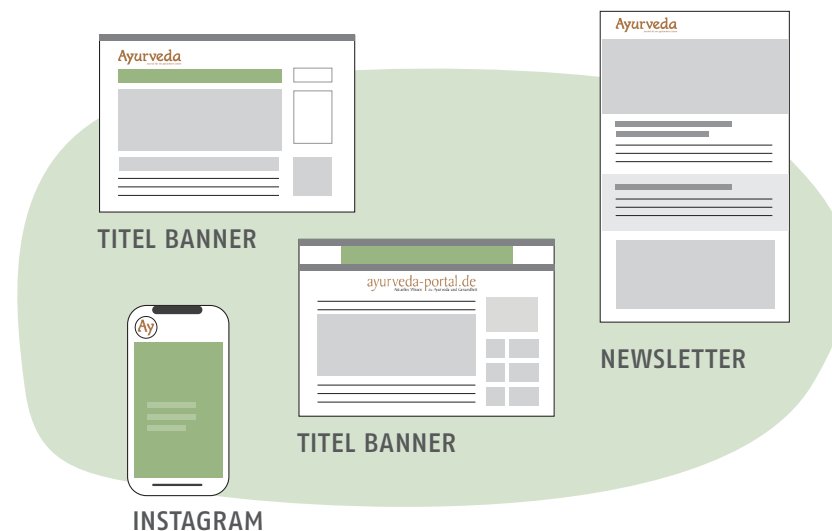 Ayurveda
TITEL BANNER
ayurveda-portal.de
TITEL BANNER
Ayurveda
NEWSLETTER
Ay
INSTAGRAM